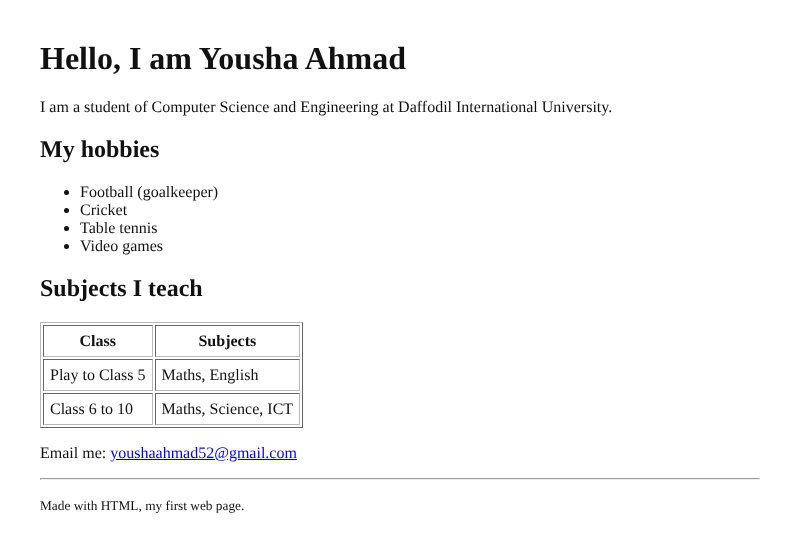 Hello, I am Yousha Ahmad
I am a student of Computer Science and Engineering at Daffodil International University.
My hobbies
Football (goalkeeper)
Cricket
Table tennis
Video games
Subjects I teach
Class Subjects
Play to Class 5 Maths, English
Class 6 to 10 Maths, Science, ICT
Email me: youshaahmad52@gmail.com
Made with HTML, my first web page.